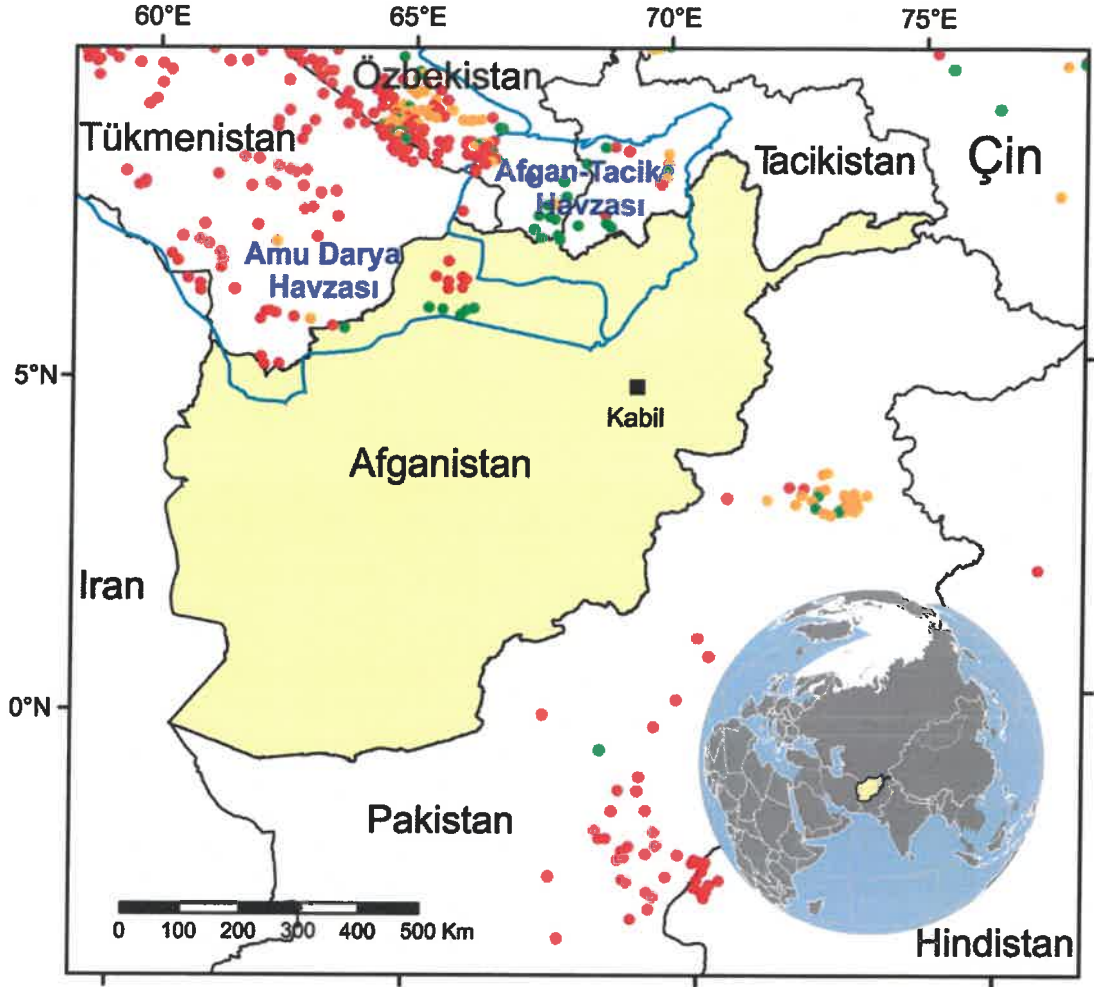 60°E 65°E 70°E 75°E
Özbekistan
Tükmenistan
Çin
Tacikistan
Afgan-Tacik
Havzası
Amu Darya
Havzası
5°N
Kabil
Afganistan
Iran
0°N
Pakistan
0 100 200 300 400 500 Km
Hindistan